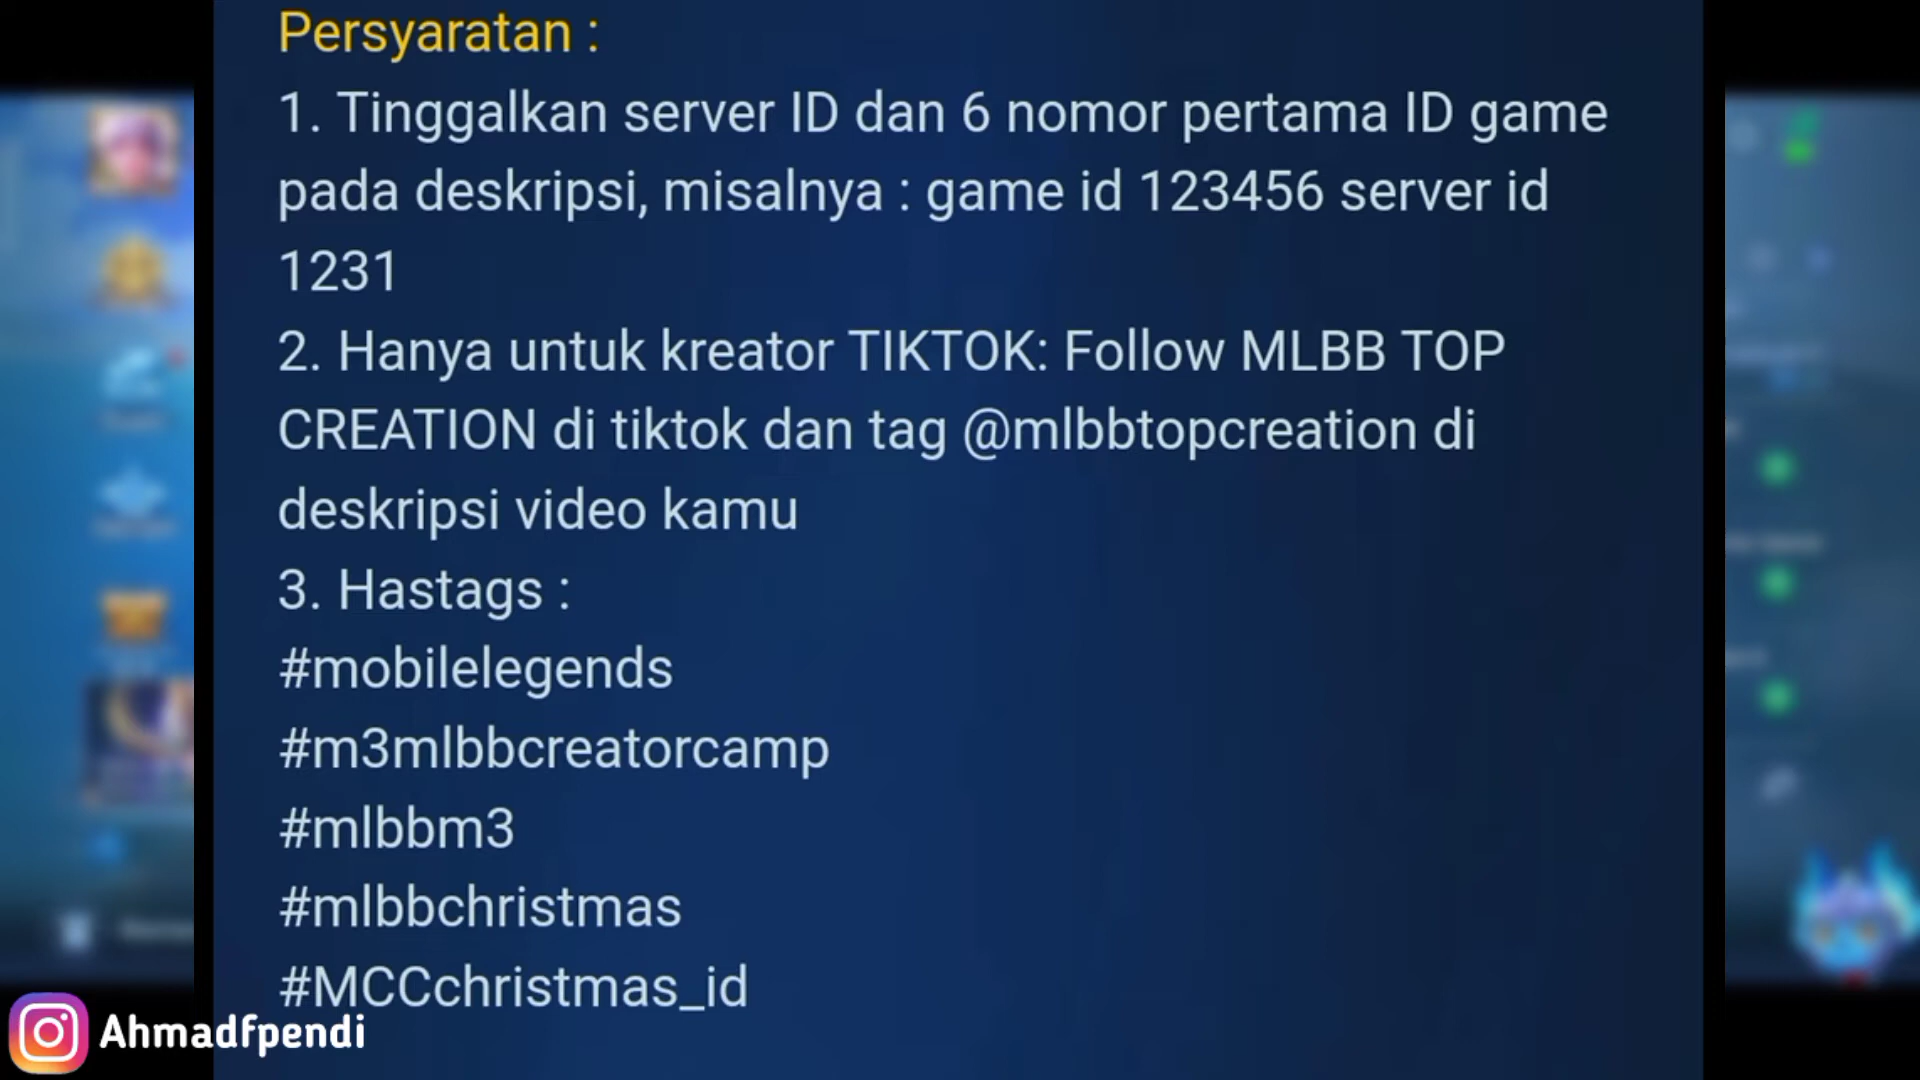 Persyaratan :
1. Tinggalkan server ID dan 6 nomor pertama ID game
pada deskripsi, misalnya : game id 123456 server id
1231
2. Hanya untuk kreator TIKTOK: Follow MLBB TOP
CREATION di tiktok dan tag @mlbbtopcreation di
deskripsi video kamu
3. Hastags :
#mobilelegends
#m3mlbbcreatorcamp
#mlbbm3
#mlbbchristmas
#MCCchristmas_id
Ahmadfpendi